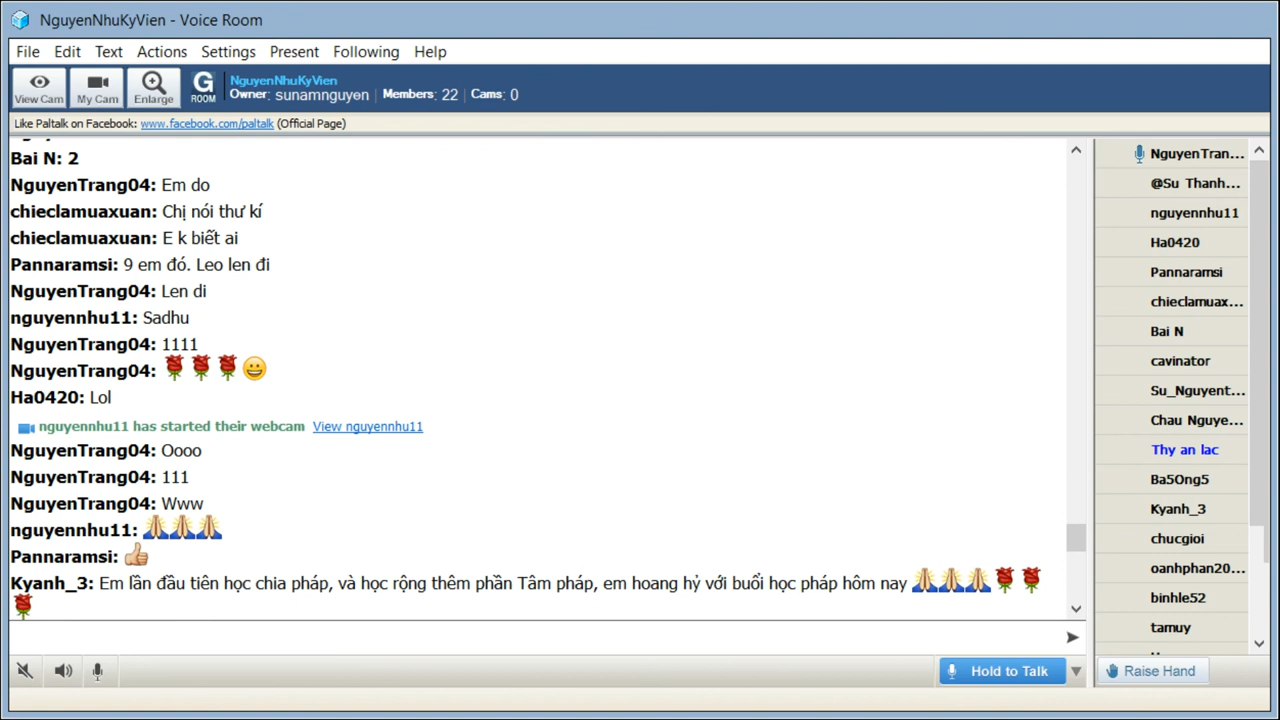 NguyenNhuKyVien - Voice Room
File Edit Text Actions Settings Present Following Help
View Cam My Cam Enlarge G ROOM
NguyenNhuKyVien
Owner: sunamnguyen | Members: 22 | Cams: 0
Like Paltalk on Facebook: www.facebook.com/paltalk (Official Page)
Bai N: 2
NguyenTrang04: Em do
chieclamuaxuan: Chị nói thư kí
chieclamuaxuan: E k biết ai
Pannaramsi: 9 em đó. Leo len đi
NguyenTrang04: Len di
nguyennhu11: Sadhu
NguyenTrang04: 1111
NguyenTrang04: 🌹🌹🌹😀
Ha0420: Lol
nguyennhu11 has started their webcam View nguyennhu11
NguyenTrang04: Oooo
NguyenTrang04: 111
NguyenTrang04: Www
nguyennhu11: 🙏🙏🙏
Pannaramsi: 👍
Kyanh_3: Em lần đầu tiên học chia pháp, và học rộng thêm phần Tâm pháp, em hoang hỷ với buổi học pháp hôm nay 🙏🙏🙏🌹🌹
🌹
NguyenTran...
@Su Thanh...
nguyennhu11
Ha0420
Pannaramsi
chieclamuax...
Bai N
cavinator
Su_Nguyent...
Chau Nguye...
Thy an lac
Ba5Ong5
Kyanh_3
chucgioi
oanhphan20...
binhle52
tamuy
Hold to Talk
Raise Hand